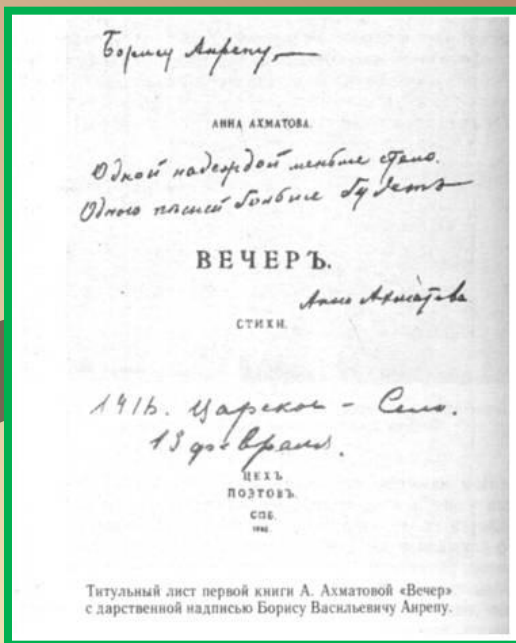 Борису Анрепу —
АННА АХМАТОВА.
Одной надеждой меньше стало.
Одною песней больше будетъ
ВЕЧЕРЪ.
Анна Ахматова
СТИХИ.
1916. Царское - Село.
13 февраля.
ЦЕХЪ
ПОЭТОВЪ.
СПБ.
Титульный лист первой книги А. Ахматовой «Вечер»
с дарственной надписью Борису Васильевичу Анрепу.